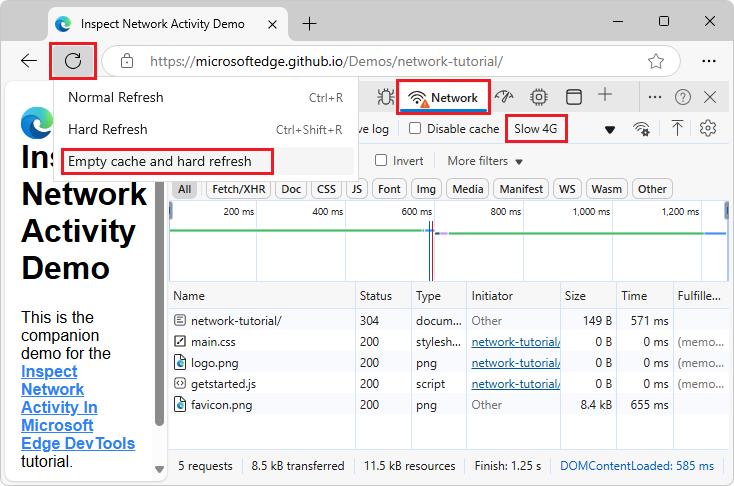 Inspect Network Activity Demo
https://microsoftedge.github.io/Demos/network-tutorial/
Normal Refresh Ctrl+R
Hard Refresh Ctrl+Shift+R
Empty cache and hard refresh
Network
ve log Disable cache Slow 4G
Invert More filters
All Fetch/XHR Doc CSS JS Font Img Media Manifest WS Wasm Other
200 ms 400 ms 600 ms 800 ms 1,000 ms 1,200 ms
Inspect
Network
Activity
Demo
This is the
companion
demo for the
Inspect
Network
Activity In
Microsoft
Edge DevTools
tutorial.
Name Status Type Initiator Size Time Fulfille...
network-tutorial/ 304 docum... Other 149 B 571 ms
main.css 200 stylesh... network-tutorial/ 0 B 0 ms (memo...
logo.png 200 png network-tutorial/ 0 B 0 ms (memo...
getstarted.js 200 script network-tutorial/ 0 B 0 ms (memo...
favicon.png 200 png Other 8.4 kB 655 ms
5 requests 8.5 kB transferred 11.5 kB resources Finish: 1.25 s DOMContentLoaded: 585 ms